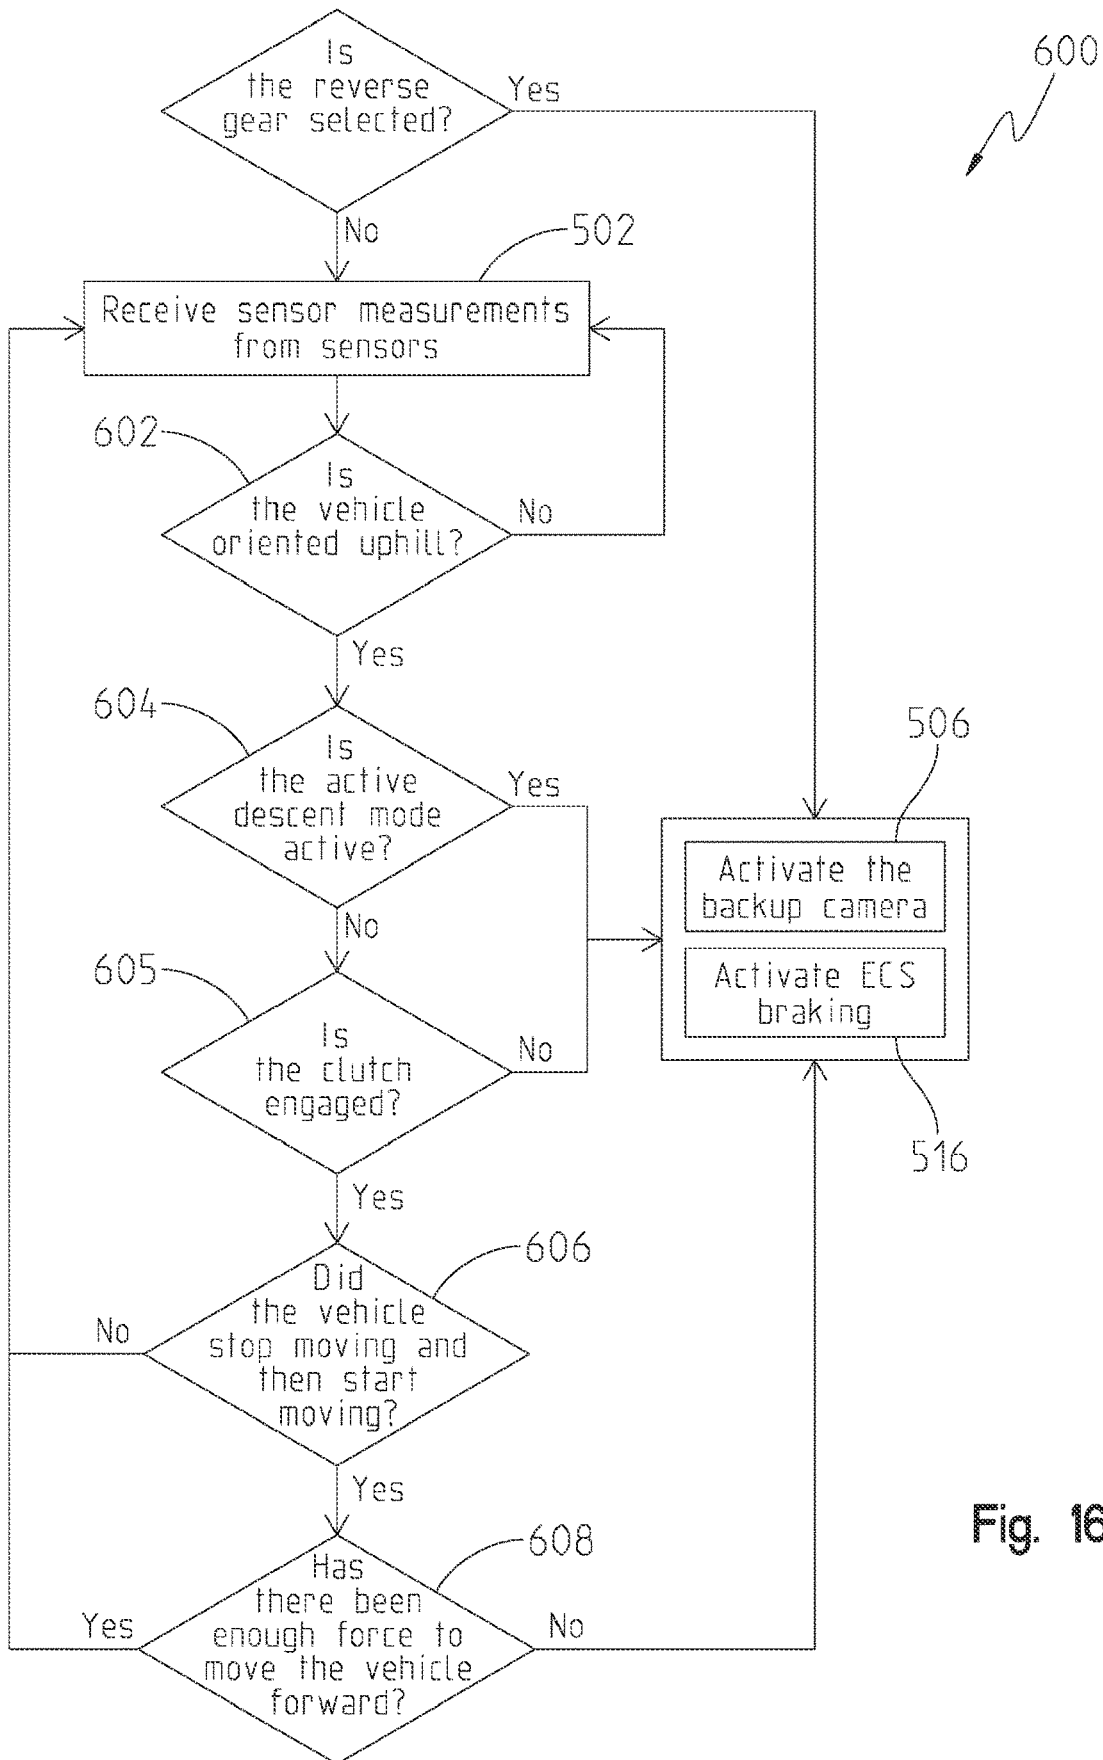 Is
the reverse
gear selected?
Yes
600
No
502
Receive sensor measurements
from sensors
602
Is
the vehicle
oriented uphill?
No
Yes
604
Is
the active
descent mode
active?
Yes
506
Activate the
backup camera
No
605
Activate ECS
braking
Is
the clutch
engaged?
No
516
Yes
606
Did
the vehicle
stop moving and
then start
moving?
No
Yes
Fig. 16
608
Has
there been
enough force to
move the vehicle
forward?
Yes
No